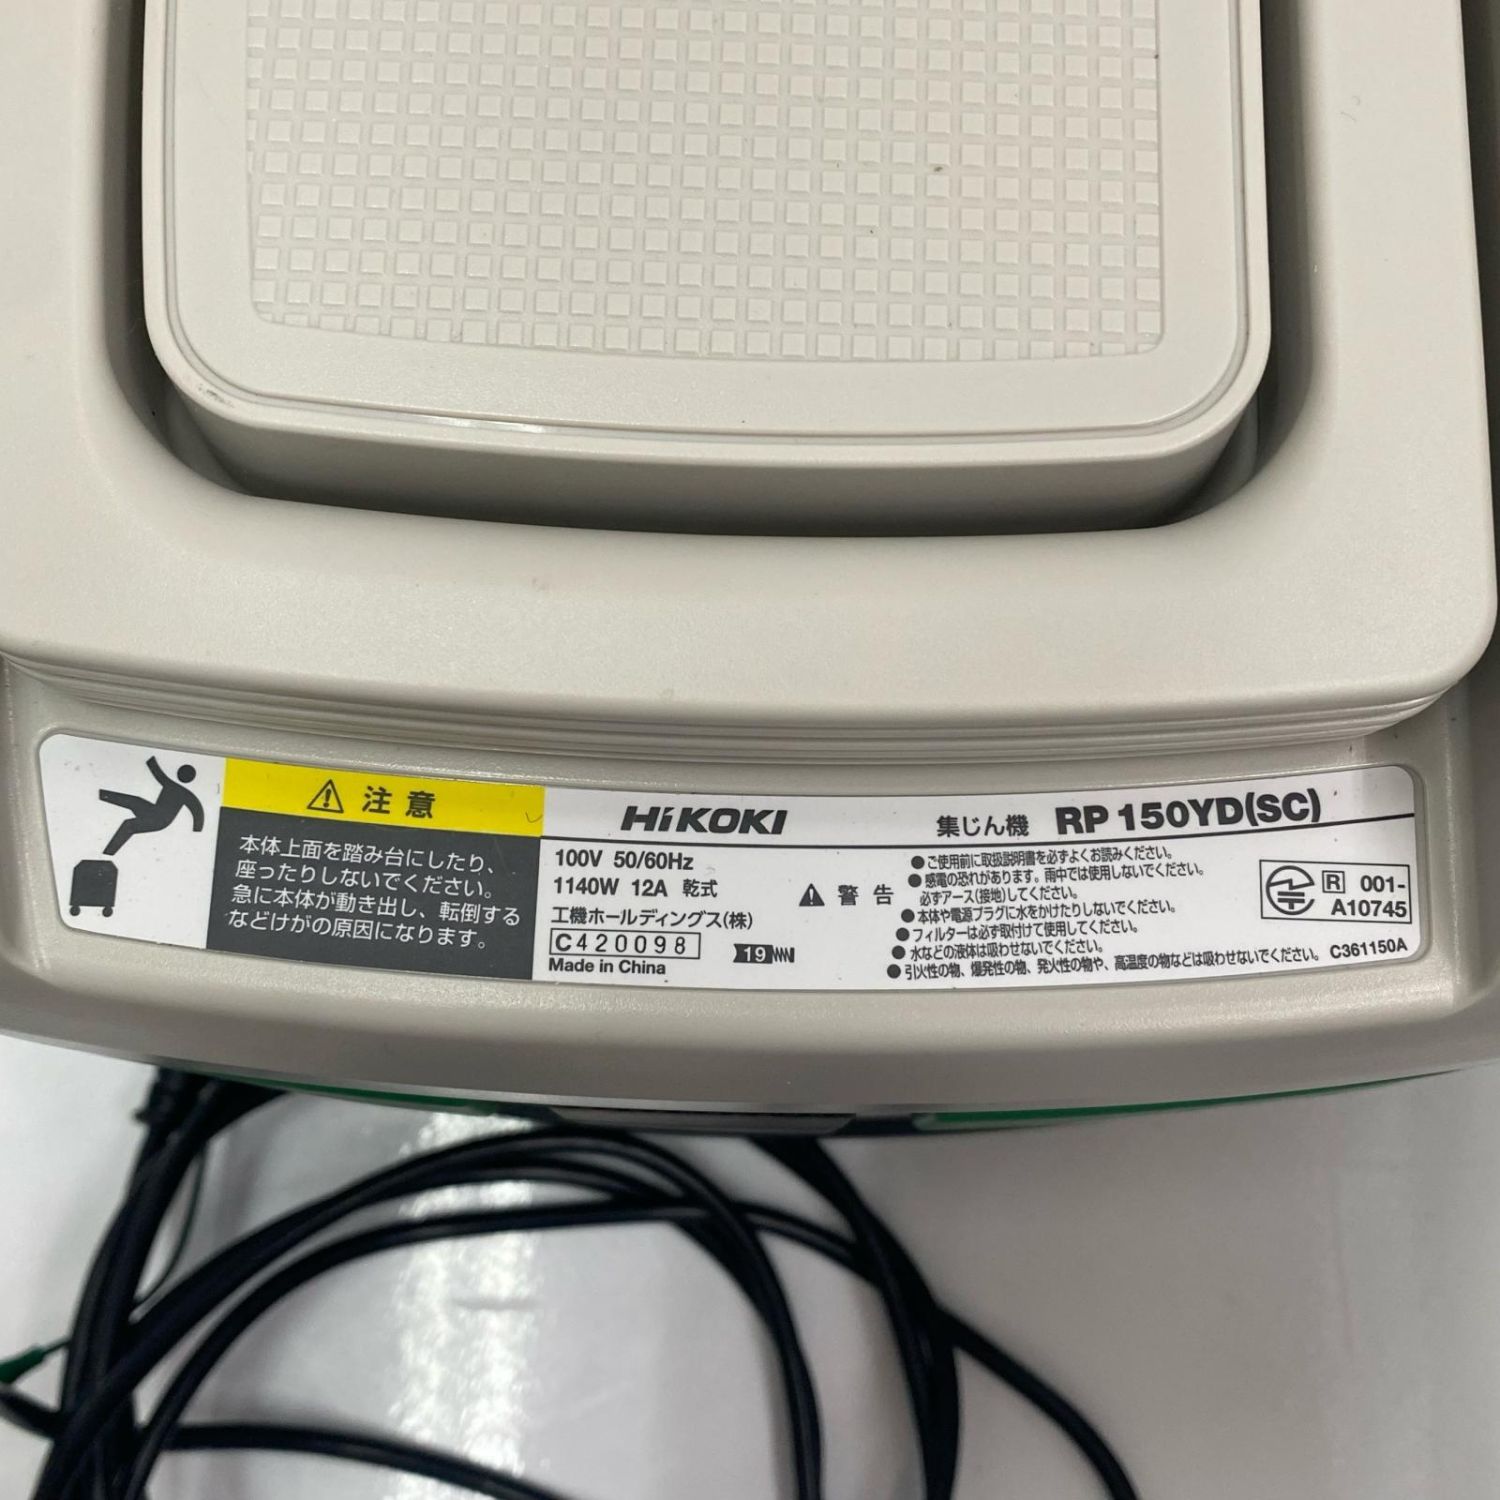 注意
本体上面を踏み台にしたり、
座ったりしないでください。
急に本体が動き出し、転倒する
などけがの原因になります。
HiKOKI 集じん機 RP 150YD(SC)
100V 50/60Hz
1140W 12A 乾式
工機ホールディングス(株)
C420098
Made in China
19
警告
●ご使用前に取扱説明書を必ずよくお読みください。
●感電の恐れがあります。雨中では使用しないでください。
必ずアース(接地)してください。
●本体や電源プラグに水をかけたりしないでください。
●フィルターは必ず取付けて使用してください。
●水などの液体は吸わせないでください。
●引火性の物、爆発性の物、発火性の物や、高温度の物などは吸わせないでください。
R 001-
A10745
C361150A